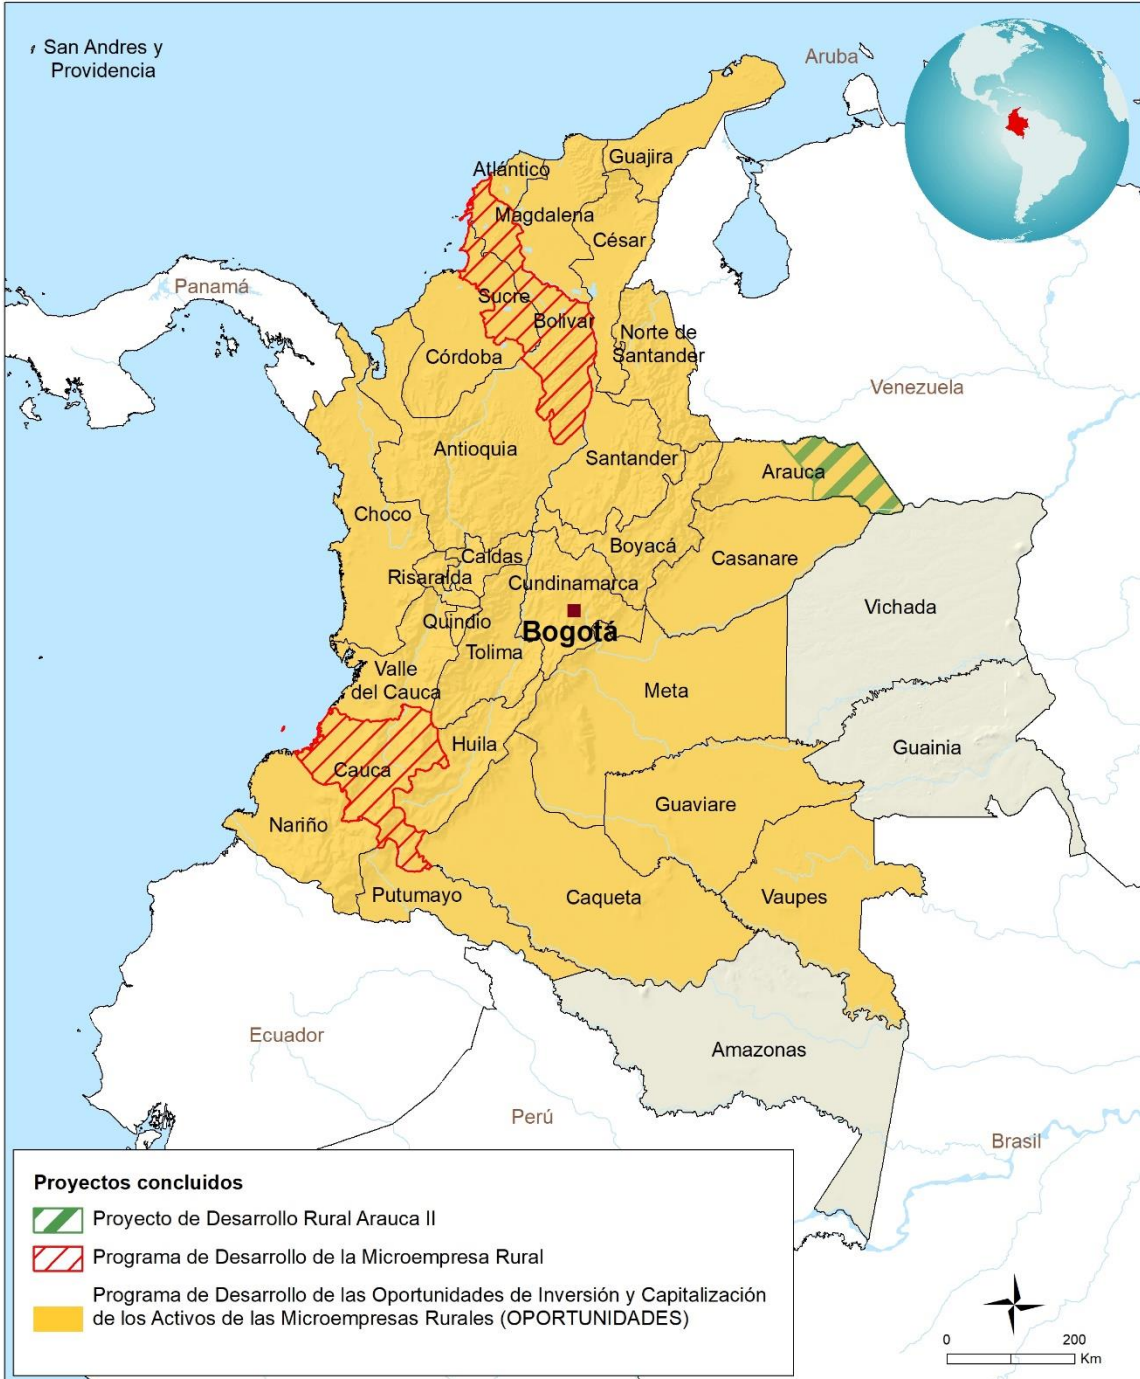 San Andres y
Providencia
Aruba
Guajira
Atlántico
Magdalena
César
Panamá
Sucre
Bolivar
Norte de
Santander
Córdoba
Venezuela
Antioquia
Santander
Arauca
Choco
Boyacá
Caldas
Casanare
Risaralda
Cundinamarca
Vichada
Quindio
Bogotá
Tolima
Valle
del Cauca
Meta
Huila
Guainia
Cauca
Guaviare
Nariño
Putumayo
Caqueta
Vaupes
Ecuador
Amazonas
Perú
Brasil
Proyectos concluidos
Proyecto de Desarrollo Rural Arauca II
Programa de Desarrollo de la Microempresa Rural
Programa de Desarrollo de las Oportunidades de Inversión y Capitalización
de los Activos de las Microempresas Rurales (OPORTUNIDADES)
0 200
Km